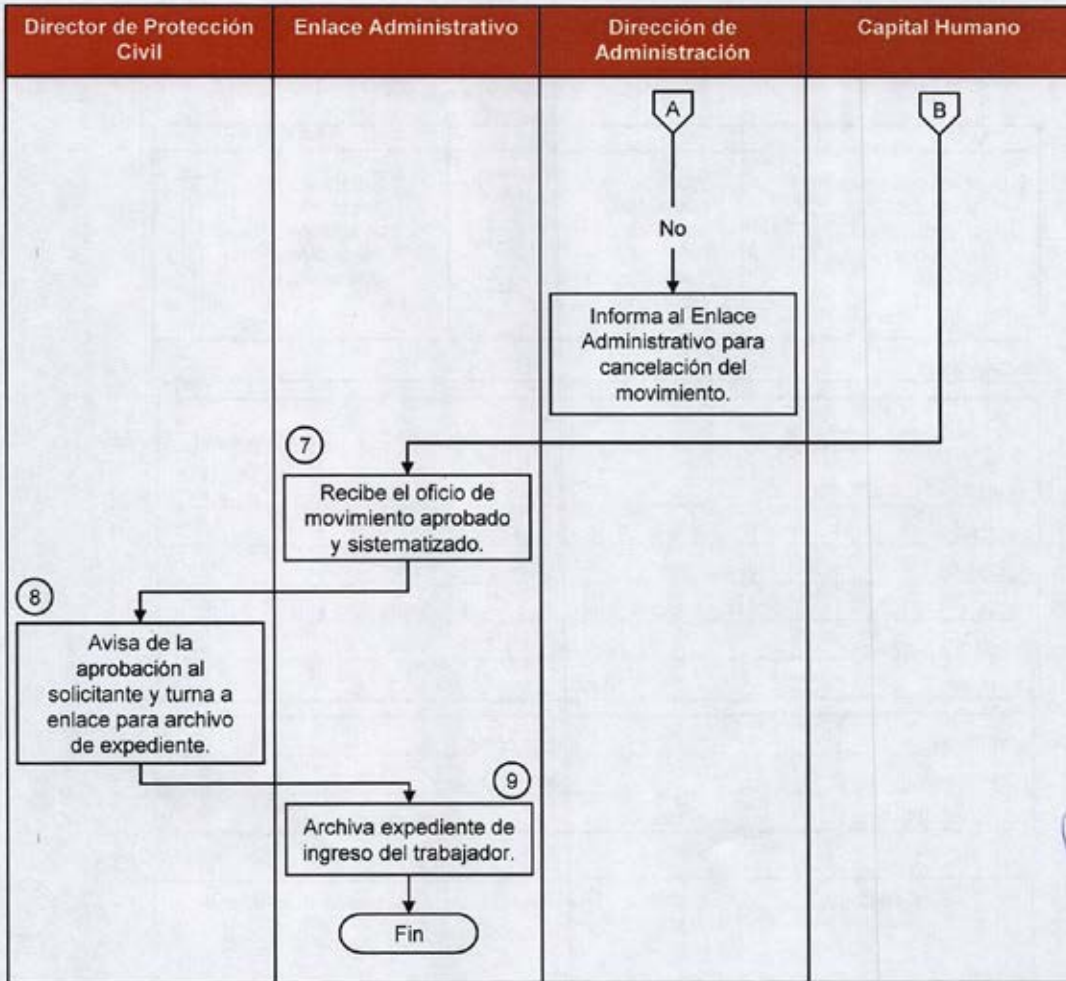 Director de Protección
Civil
Enlace Administrativo
Dirección de
Administración
Capital Humano
A
B
No
Informa al Enlace
Administrativo para
cancelación del
movimiento.
7
Recibe el oficio de
movimiento aprobado
y sistematizado.
8
Avisa de la
aprobación al
solicitante y turna a
enlace para archivo
de expediente.
9
Archiva expediente de
ingreso del trabajador.
Fin